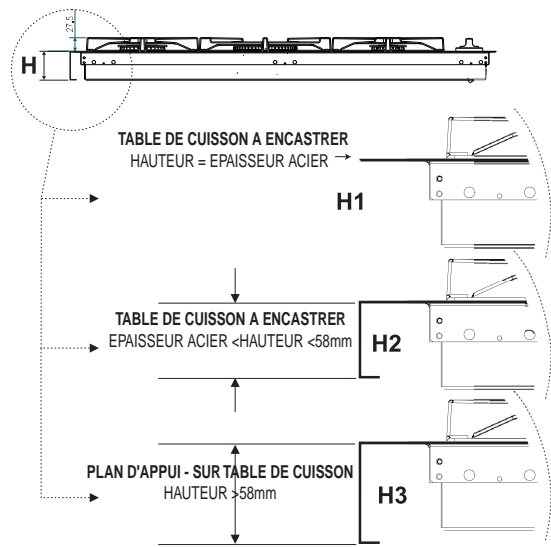 27.5
H
TABLE DE CUISSON A ENCASTRER
HAUTEUR = EPAISSEUR ACIER
H1
TABLE DE CUISSON A ENCASTRER
EPAISSEUR ACIER <HAUTEUR <58mm
H2
PLAN D'APPUI - SUR TABLE DE CUISSON
HAUTEUR >58mm
H3